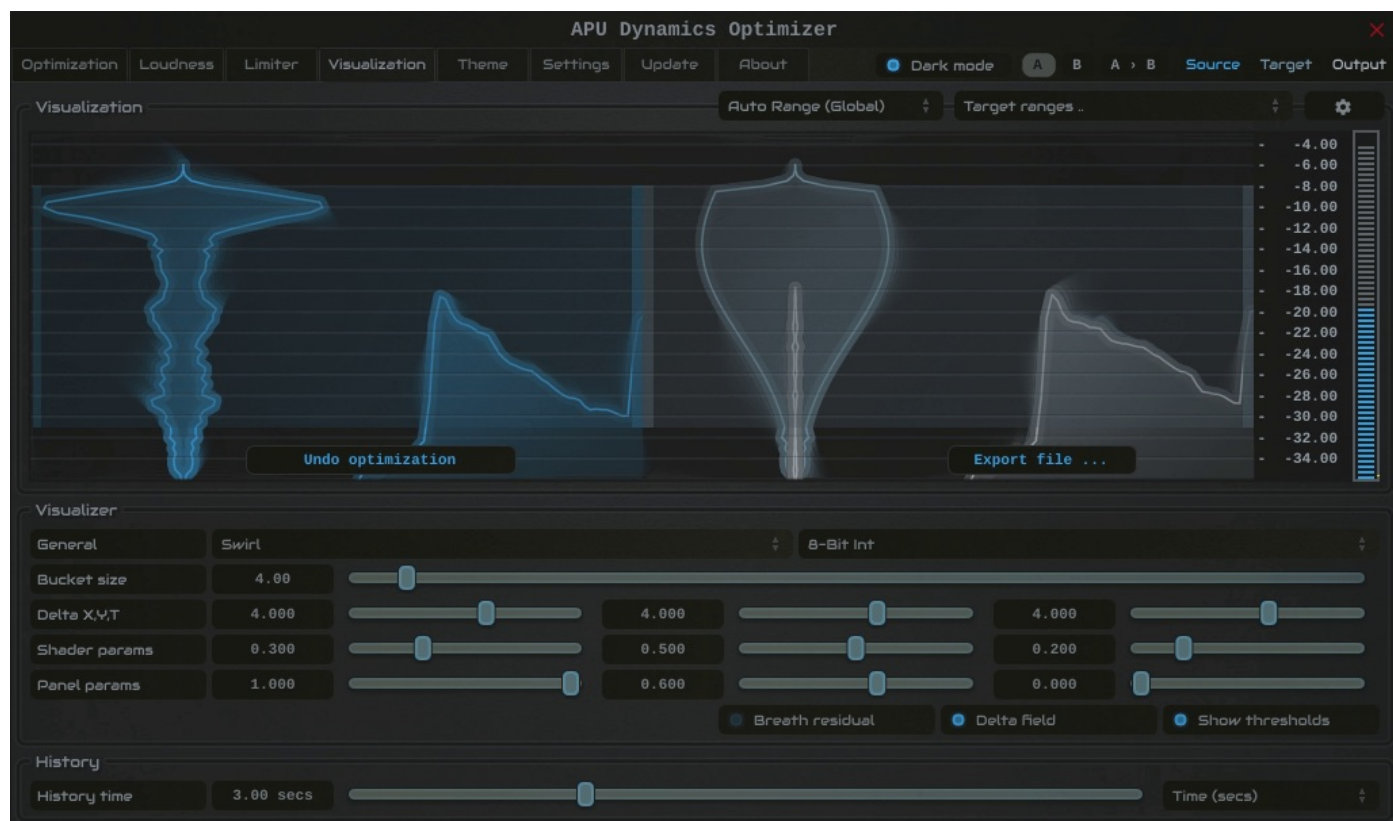 APU Dynamics Optimizer
Optimization Loudness Limiter Visualization Theme Settings Update About Dark mode A B A › B Source Target Output
Visualization Auto Range (Global) Target ranges ..
- -4.00
- -6.00
- -8.00
- -10.00
- -12.00
- -14.00
- -16.00
- -18.00
- -20.00
- -22.00
- -24.00
- -26.00
- -28.00
- -30.00
- -32.00
- -34.00
Undo optimization Export file ...
Visualizer
General Swirl 8-Bit Int
Bucket size 4.00
Delta X,Y,T 4.000 4.000 4.000
Shader params 0.300 0.500 0.200
Panel params 1.000 0.600 0.000
Breath residual Delta field Show thresholds
History
History time 3.00 secs Time (secs)